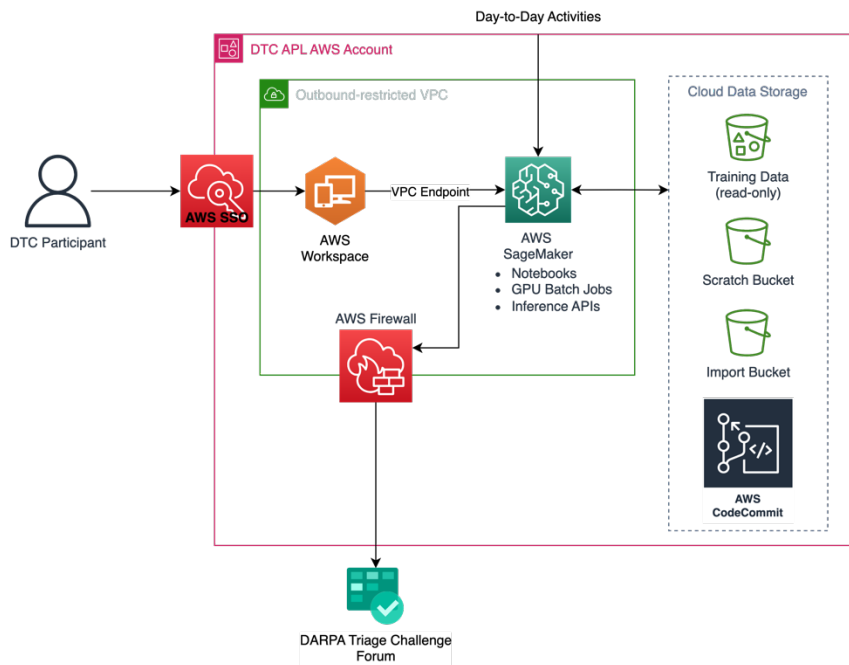 Day-to-Day Activities
DTC APL AWS Account
Outbound-restricted VPC
Cloud Data Storage
Training Data
(read-only)
Scratch Bucket
Import Bucket
AWS
CodeCommit
DTC Participant
AWS SSO
AWS
Workspace
VPC Endpoint
AWS
SageMaker
• Notebooks
• GPU Batch Jobs
• Inference APIs
AWS Firewall
</>
DARPA Triage Challenge
Forum